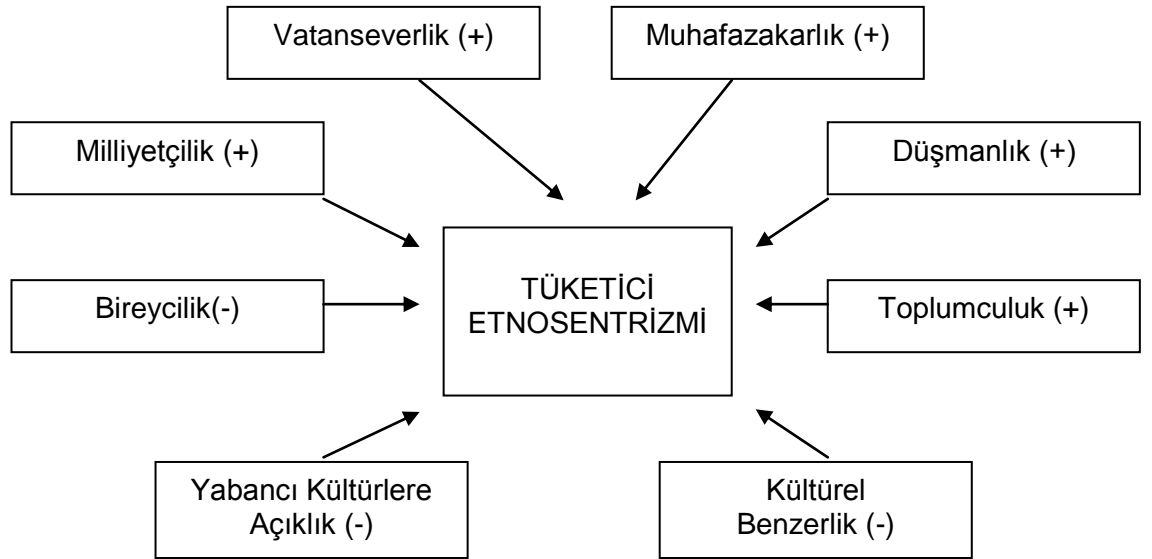 Vatanseverlik (+)
Muhafazakarlık (+)
Milliyetçilik (+)
Düşmanlık (+)
TÜKETİCİ
ETNOSENTRİZMİ
Bireycilik(-)
Toplumculuk (+)
Yabancı Kültürlere
Açıklık (-)
Kültürel
Benzerlik (-)